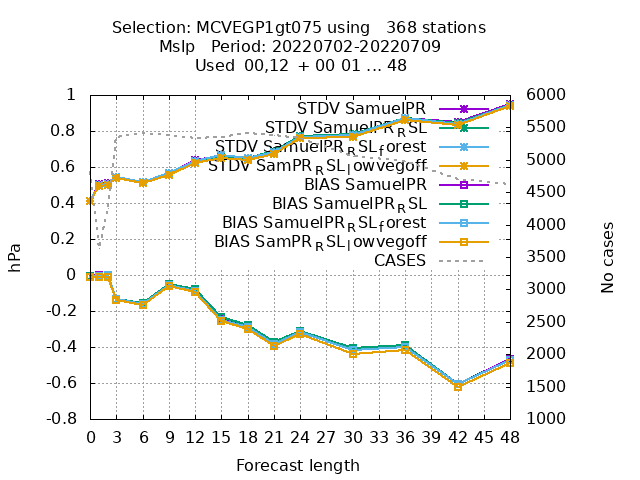 Selection: MCVEGP1gt075 using   368 stations
Mslp   Period: 20220702-20220709
Used  00,12  + 00 01 ... 48
hPa
1
0.8
0.6
0.4
0.2
0
-0.2
-0.4
-0.6
-0.8
STDV SamuelPR
STDV SamuelPR_RSL
STDV SamuelPR_RSL_forest
STDV SamPR_RSL_lowvegoff
BIAS SamuelPR
BIAS SamuelPR_RSL
BIAS SamuelPR_RSL_forest
BIAS SamPR_RSL_lowvegoff
CASES
6000
5500
5000
4500
4000
3500
3000
2500
2000
1500
1000
No cases
0 3 6 9 12 15 18 21 24 27 30 33 36 39 42 45 48
Forecast length